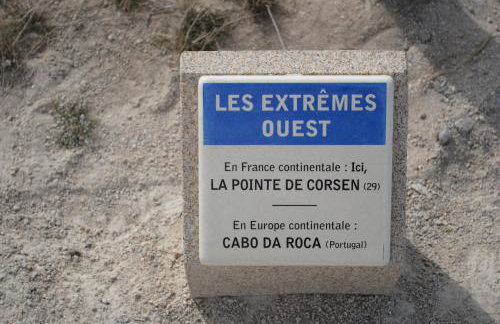 LES EXTRÊMES
OUEST
En France continentale : Ici,
LA POINTE DE CORSEN (29)
En Europe continentale :
CABO DA ROCA (Portugal)